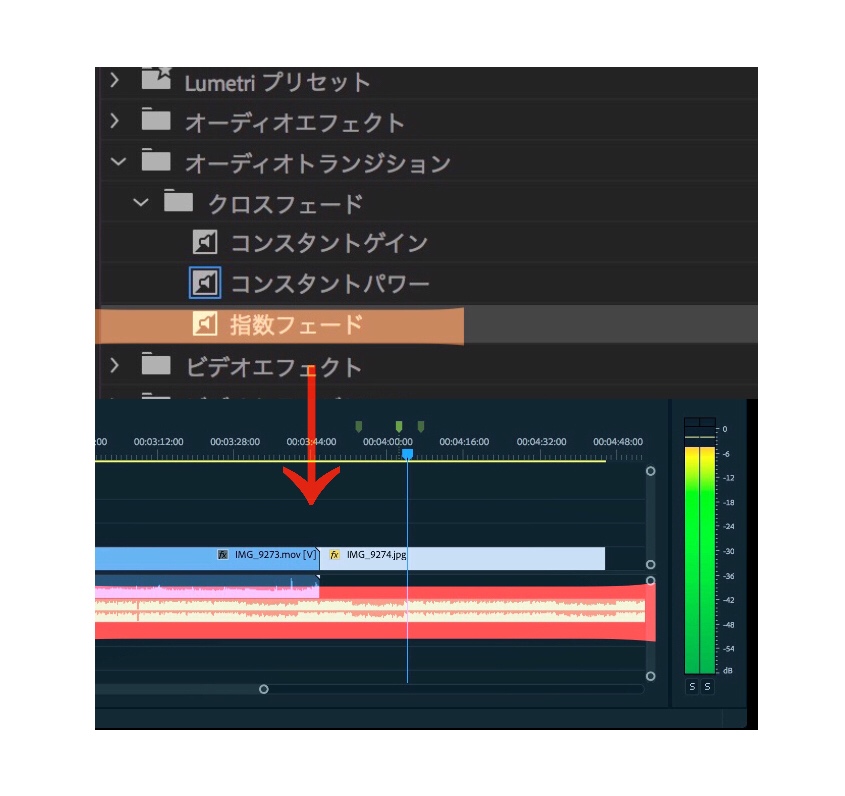 Lumetri プリセット
オーディオエフェクト
オーディオトランジション
クロスフェード
コンスタントゲイン
コンスタントパワー
指数フェード
ビデオエフェクト
:00 00:03:12:00 00:03:28:00 00:03:44:00 00:04:00:00 00:04:16:00 00:04:32:00 00:04:48:00
fx IMG_9273.mov [V] fx IMG_9274.jpg
0
-6
-12
-18
-24
-30
-36
-42
-48
-54
dB
S S